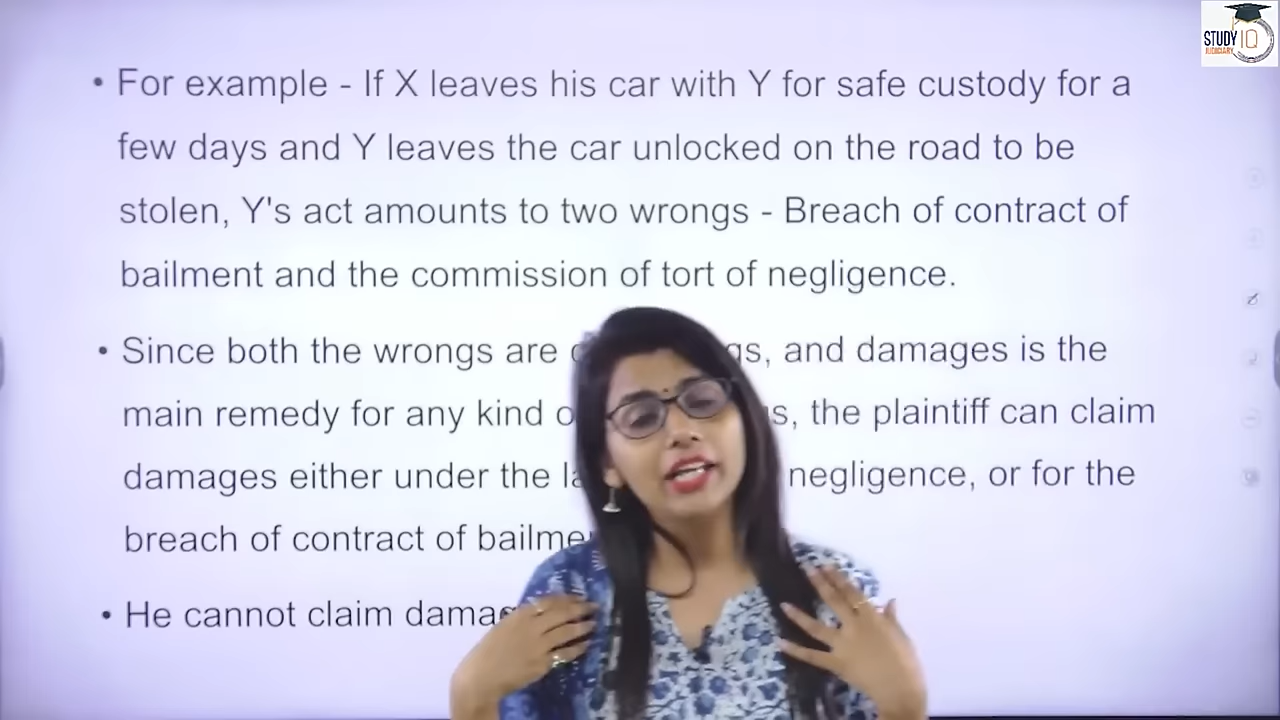 STUDY IQ
JUDICIARY
• For example - If X leaves his car with Y for safe custody for a
few days and Y leaves the car unlocked on the road to be
stolen, Y's act amounts to two wrongs - Breach of contract of
bailment and the commission of tort of negligence.
• Since both the wrongs are and damages is the
main remedy for any kind the plaintiff can claim
damages either under the negligence, or for the
breach of contract of
• He cannot claim